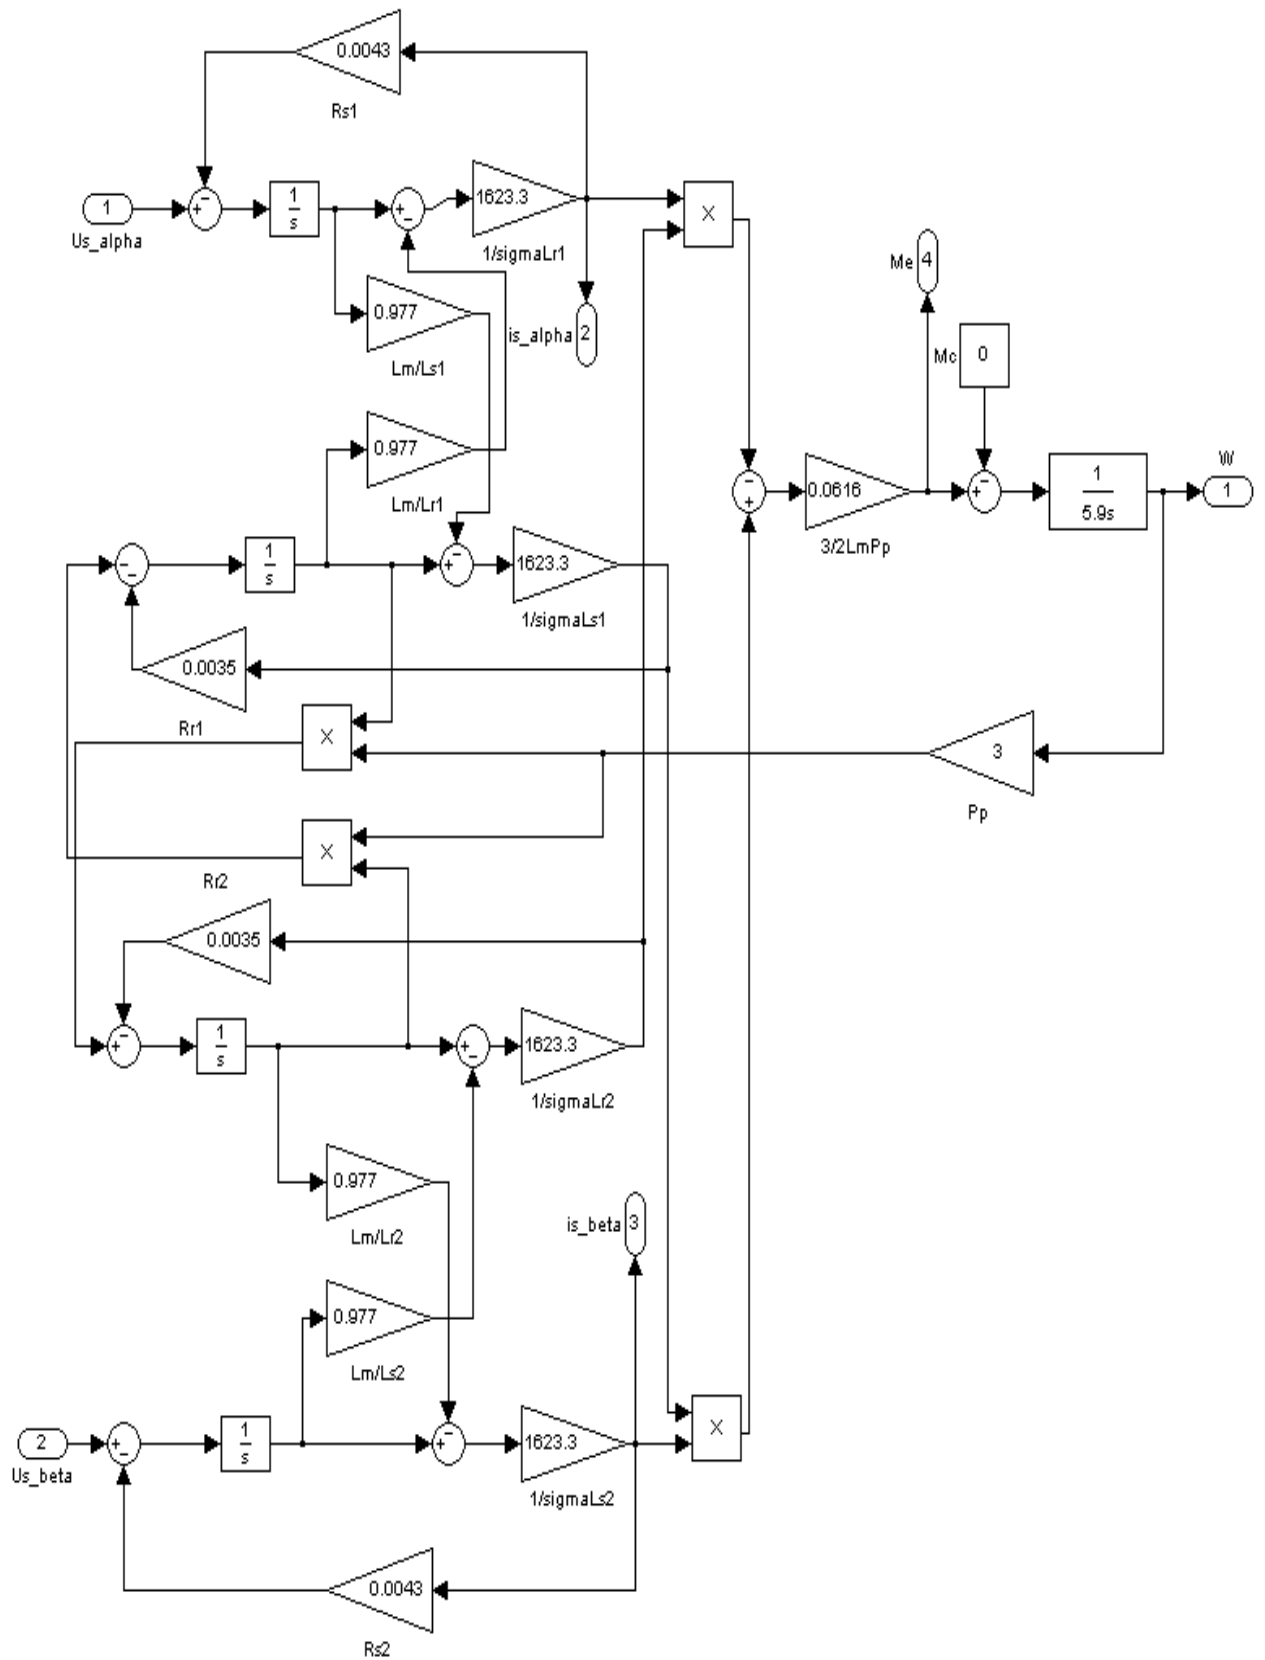 0.0043
Rs1
1
Us_alpha
+
-
1
s
+
-
1623.3
1/sigmaLr1
X
0.977
Lm/Ls1
is_alpha
2
Me
4
Mc
0
0.977
Lm/Lr1
-
+
0.0616
3/2LmPp
+
-
1
5.9s
W
1
-
-
1
s
+
-
1623.3
1/sigmaLs1
0.0035
Rr1
X
3
Pp
X
Rr2
0.0035
+
-
1
s
+
-
1623.3
1/sigmaLr2
0.977
Lm/Lr2
is_beta
3
0.977
Lm/Ls2
2
Us_beta
+
-
1
s
+
-
1623.3
1/sigmaLs2
X
0.0043
Rs2